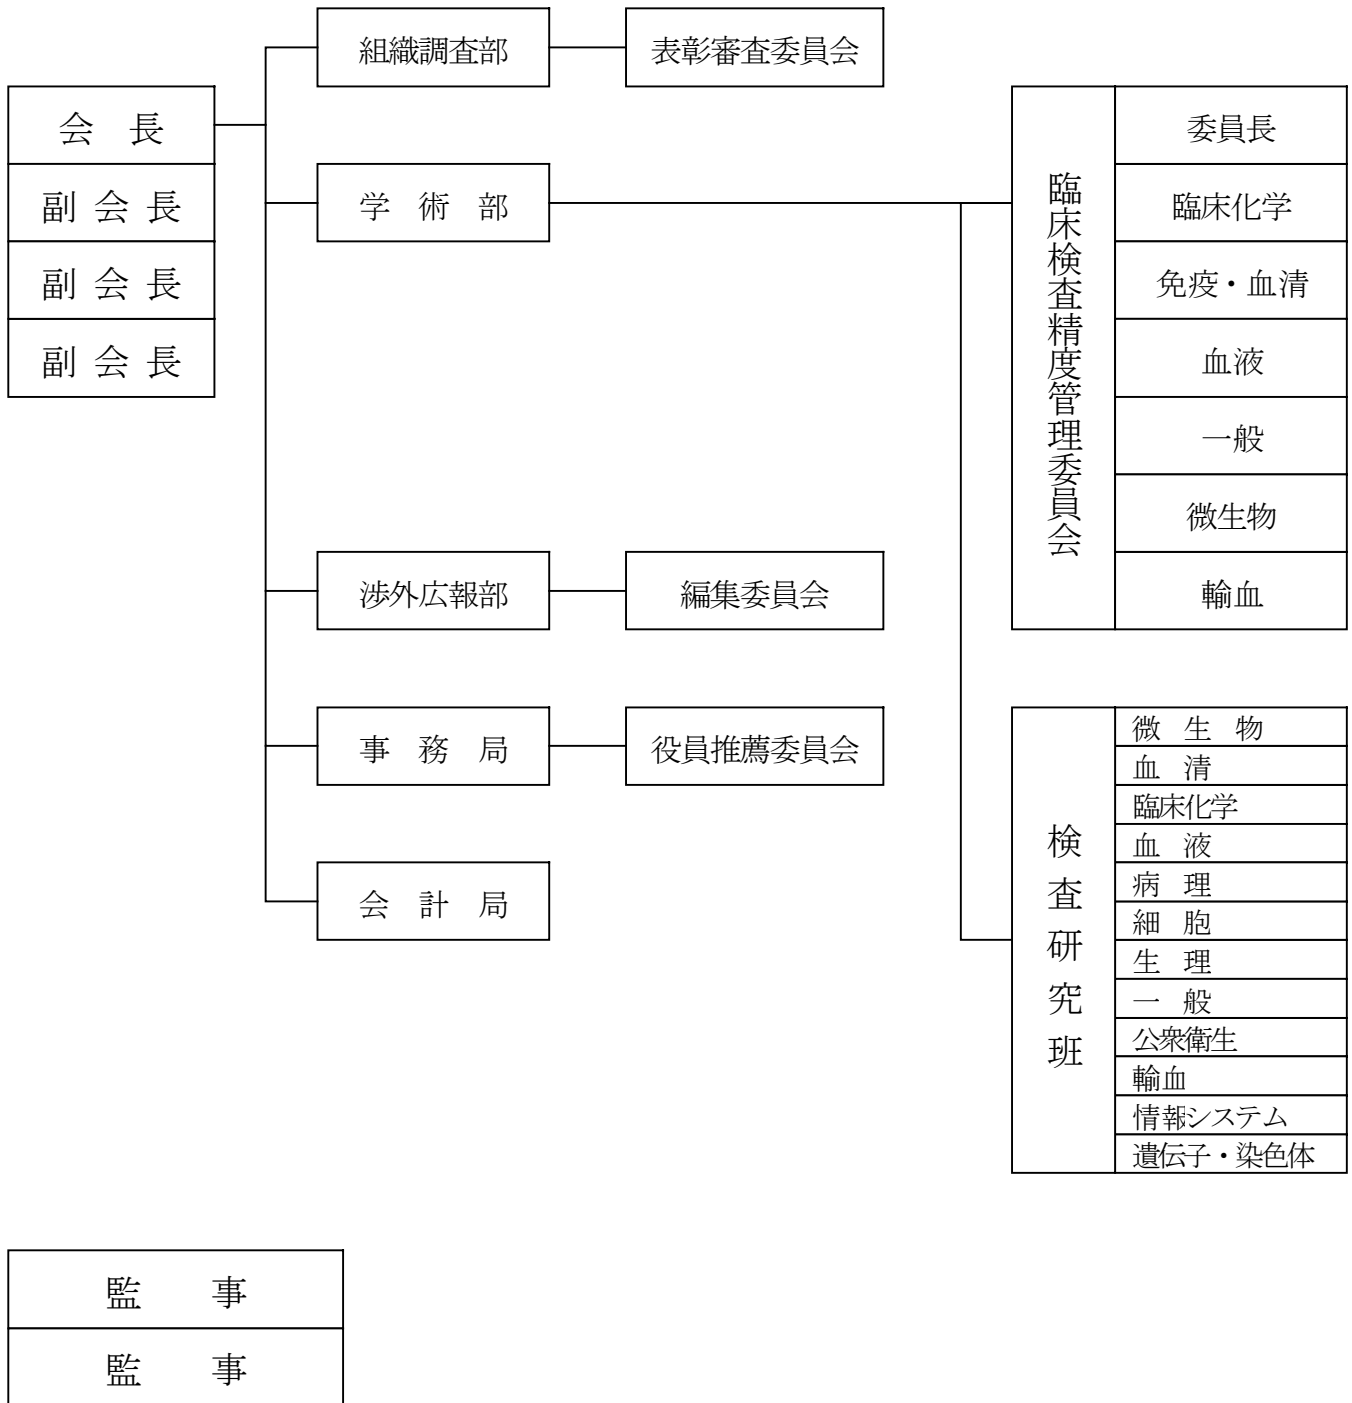 組織調査部
表彰審査委員会
会　長
副 会 長
副 会 長
副 会 長
学　術　部
渉外広報部
編集委員会
事　務　局
役員推薦委員会
会　計　局
臨床検査精度管理委員会
委員長
臨床化学
免疫・血清
血液
一般
微生物
輸血
検査研究班
微　生　物
血　清
臨床化学
血　液
病　理
細　胞
生　理
一　般
公衆衛生
輸血
情報システム
遺伝子・染色体
監　　事
監　　事